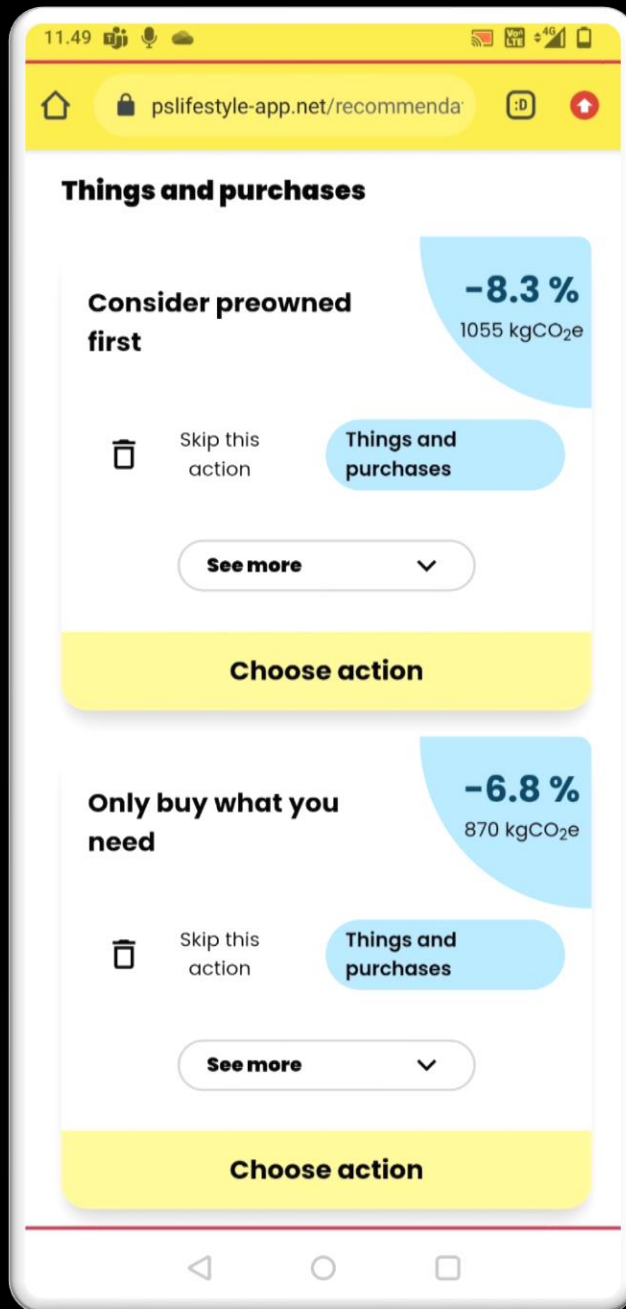 11.49
VoLTE 4G
pslifestyle-app.net/recommenda
:D
Things and purchases
-8.3 %
1055 kgCO₂e
Consider preowned
first
Skip this
action
Things and
purchases
See more
Choose action
-6.8 %
870 kgCO₂e
Only buy what you
need
Skip this
action
Things and
purchases
See more
Choose action